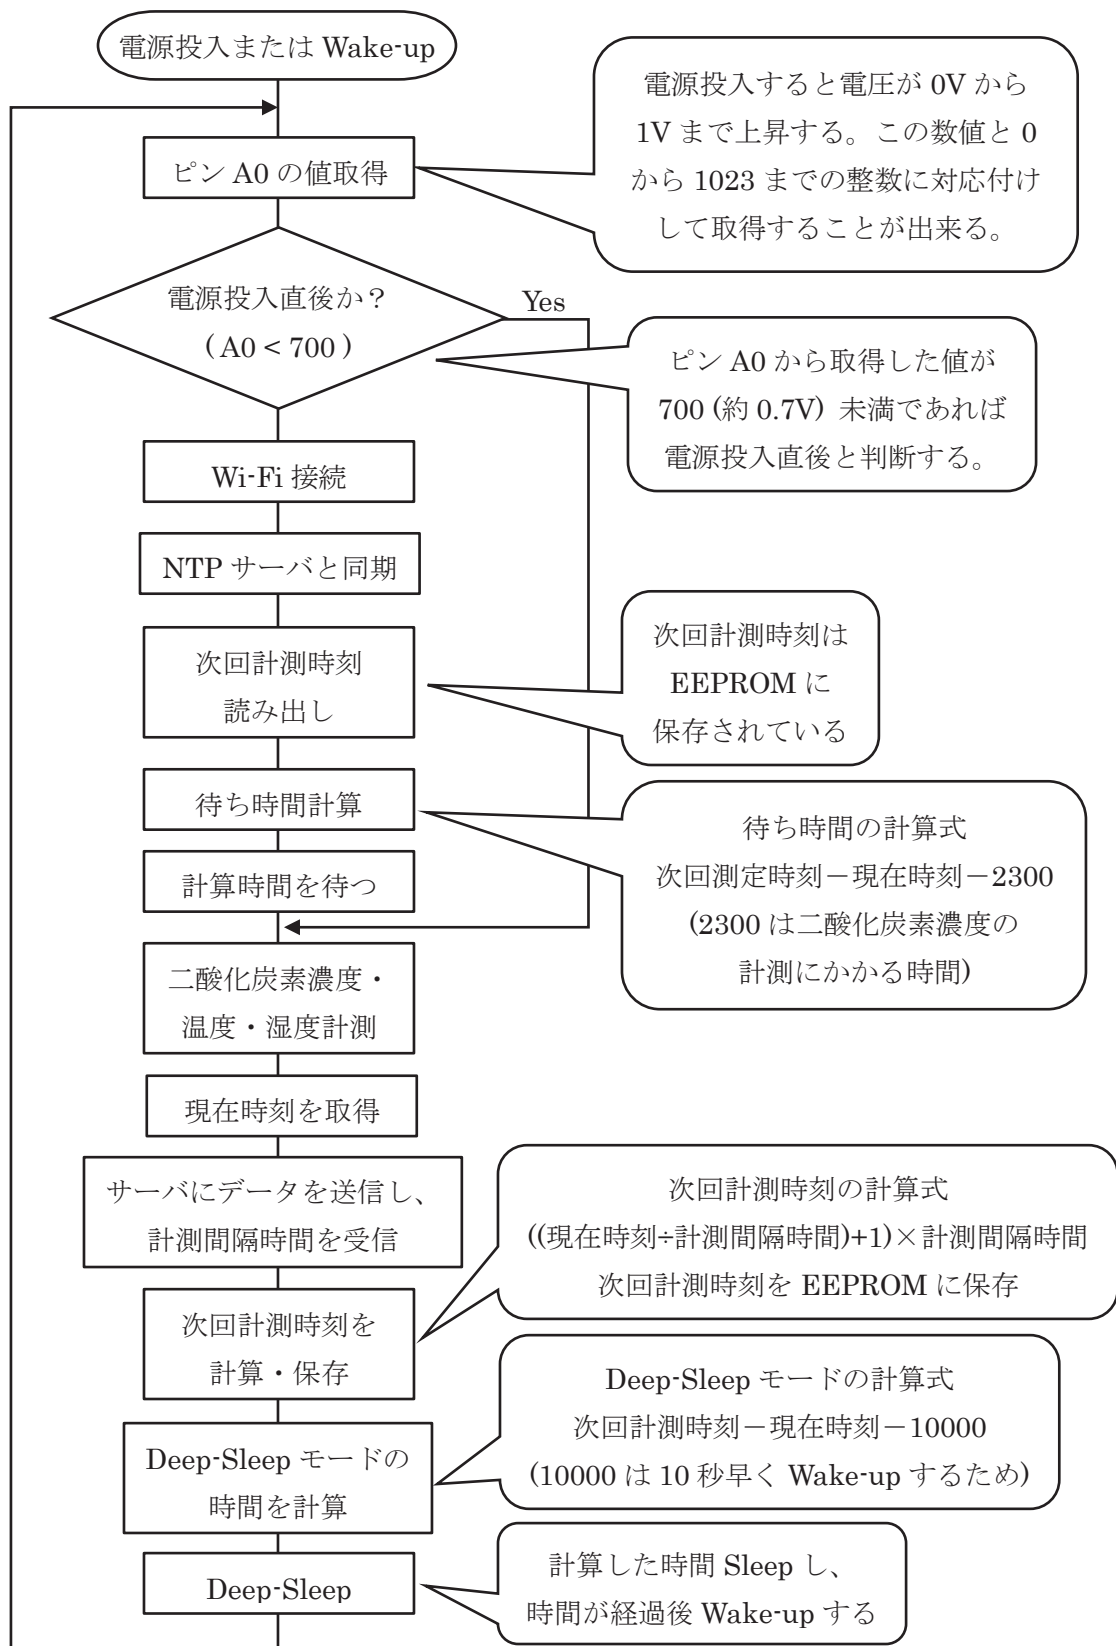 電源投入または Wake-up
電源投入すると電圧が 0V から
1V まで上昇する。この数値と 0
から 1023 までの整数に対応付け
して取得することが出来る。
ピン A0 の値取得
電源投入直後か？
( A0 < 700 )
Yes
ピン A0 から取得した値が
700 (約 0.7V) 未満であれば
電源投入直後と判断する。
Wi-Fi 接続
NTP サーバと同期
次回計測時刻
読み出し
次回計測時刻は
EEPROM に
保存されている
待ち時間計算
待ち時間の計算式
次回測定時刻－現在時刻－2300
(2300 は二酸化炭素濃度の
計測にかかる時間)
計算時間を待つ
二酸化炭素濃度・
温度・湿度計測
現在時刻を取得
サーバにデータを送信し、
計測間隔時間を受信
次回計測時刻の計算式
((現在時刻÷計測間隔時間)+1)×計測間隔時間
次回計測時刻を EEPROM に保存
次回計測時刻を
計算・保存
Deep-Sleep モードの計算式
次回計測時刻－現在時刻－10000
(10000 は 10 秒早く Wake-up するため)
Deep-Sleep モードの
時間を計算
Deep-Sleep
計算した時間 Sleep し、
時間が経過後 Wake-up する